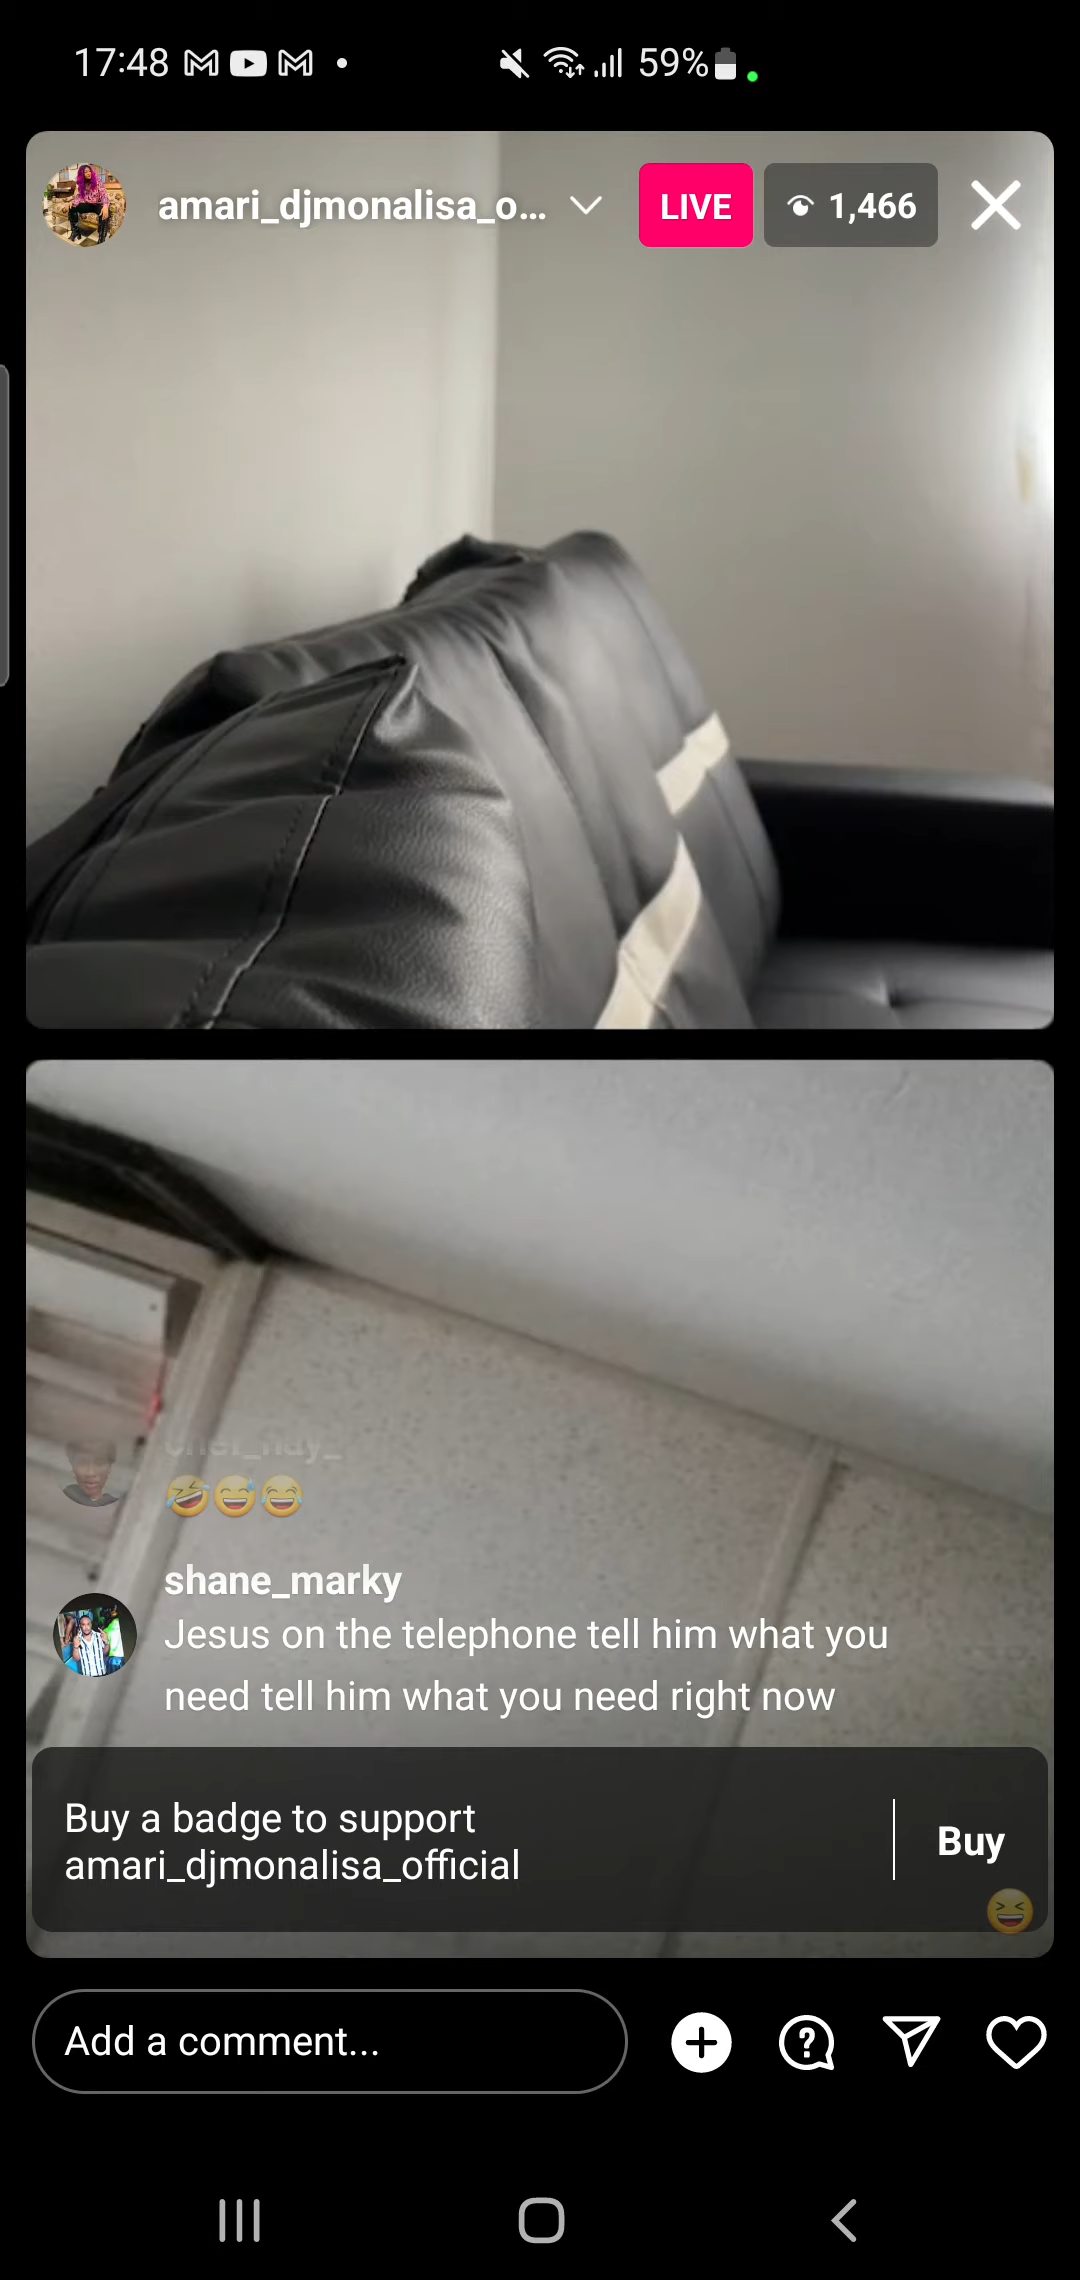 17:48
59%
amari_djmonalisa_o...
LIVE
1,466
chef_nay_
🤣😅😂
shane_marky
Jesus on the telephone tell him what you
need tell him what you need right now
Buy a badge to support
amari_djmonalisa_official
Buy
Add a comment...